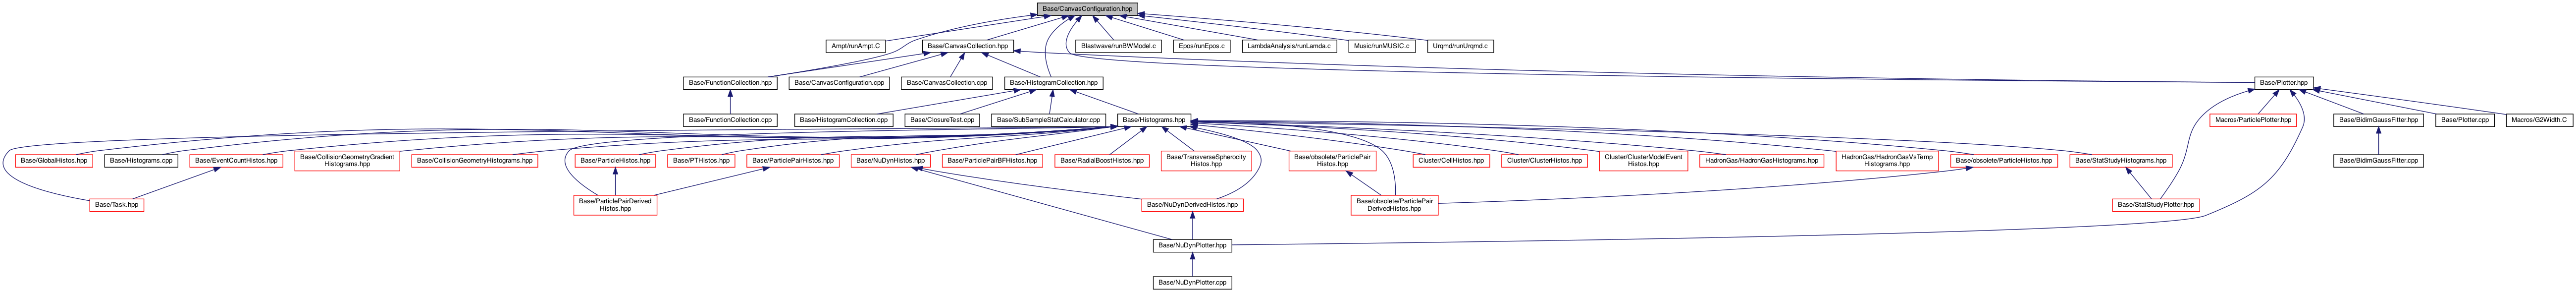 Base/CanvasConfiguration.hpp
Ampt/runAmpt.C
Base/CanvasCollection.hpp
Blastwave/runBWModel.c
Epos/runEpos.c
LambdaAnalysis/runLamda.c
Music/runMUSIC.c
Urqmd/runUrqmd.c
Base/FunctionCollection.hpp
Base/CanvasConfiguration.cpp
Base/CanvasCollection.cpp
Base/HistogramCollection.hpp
Base/Plotter.hpp
Base/FunctionCollection.cpp
Base/HistogramCollection.cpp
Base/ClosureTest.cpp
Base/SubSampleStatCalculator.cpp
Base/Histograms.hpp
Macros/ParticlePlotter.hpp
Base/BidimGaussFitter.hpp
Base/Plotter.cpp
Macros/G2Width.C
Base/GlobalHistos.hpp
Base/Histograms.cpp
Base/EventCountHistos.hpp
Base/CollisionGeometryGradient
Histograms.hpp
Base/CollisionGeometryHistograms.hpp
Base/ParticleHistos.hpp
Base/PTHistos.hpp
Base/ParticlePairHistos.hpp
Base/NuDynHistos.hpp
Base/ParticlePairBFHistos.hpp
Base/RadialBoostHistos.hpp
Base/TransverseSpherocity
Histos.hpp
Base/obsolete/ParticlePair
Histos.hpp
Cluster/CellHistos.hpp
Cluster/ClusterHistos.hpp
Cluster/ClusterModelEvent
Histos.hpp
HadronGas/HadronGasHistograms.hpp
HadronGas/HadronGasVsTemp
Histograms.hpp
Base/obsolete/ParticleHistos.hpp
Base/StatStudyHistograms.hpp
Base/BidimGaussFitter.cpp
Base/Task.hpp
Base/ParticlePairDerived
Histos.hpp
Base/NuDynDerivedHistos.hpp
Base/obsolete/ParticlePair
DerivedHistos.hpp
Base/StatStudyPlotter.hpp
Base/NuDynPlotter.hpp
Base/NuDynPlotter.cpp